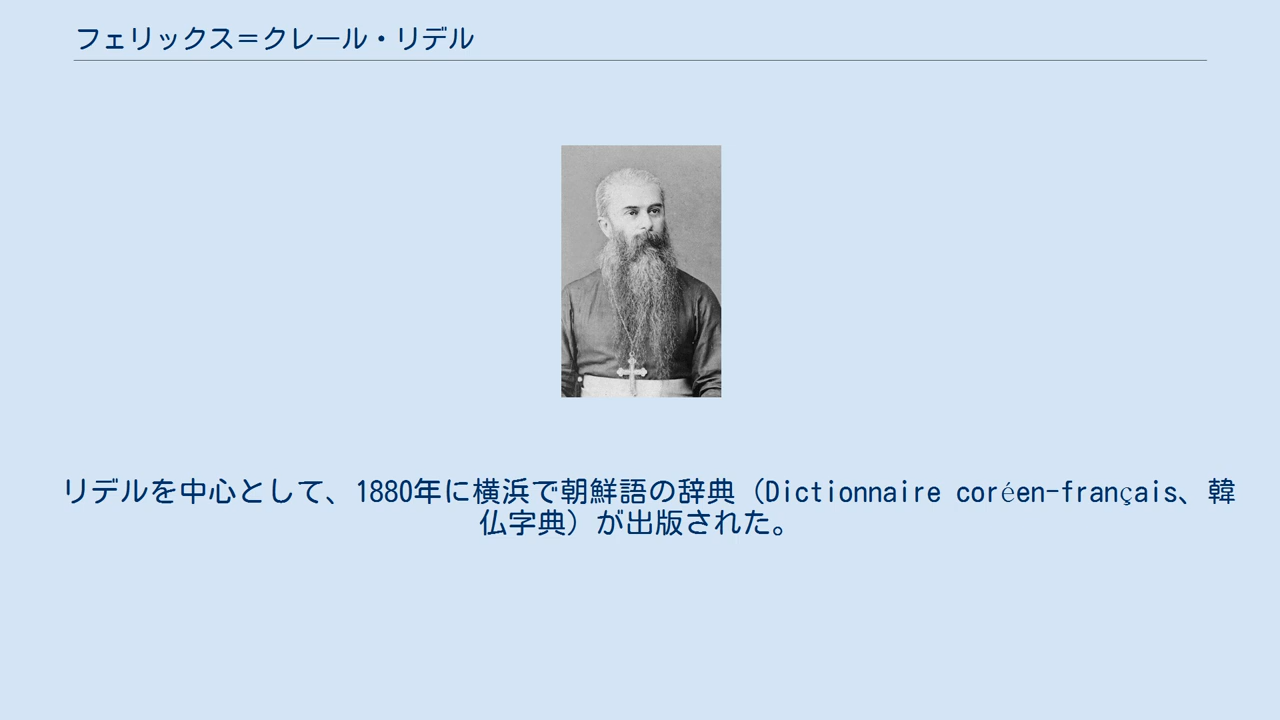 フェリックス＝クレール・リデル
リデルを中心として、1880年に横浜で朝鮮語の辞典（Dictionnaire coréen-français、韓
仏字典）が出版された。